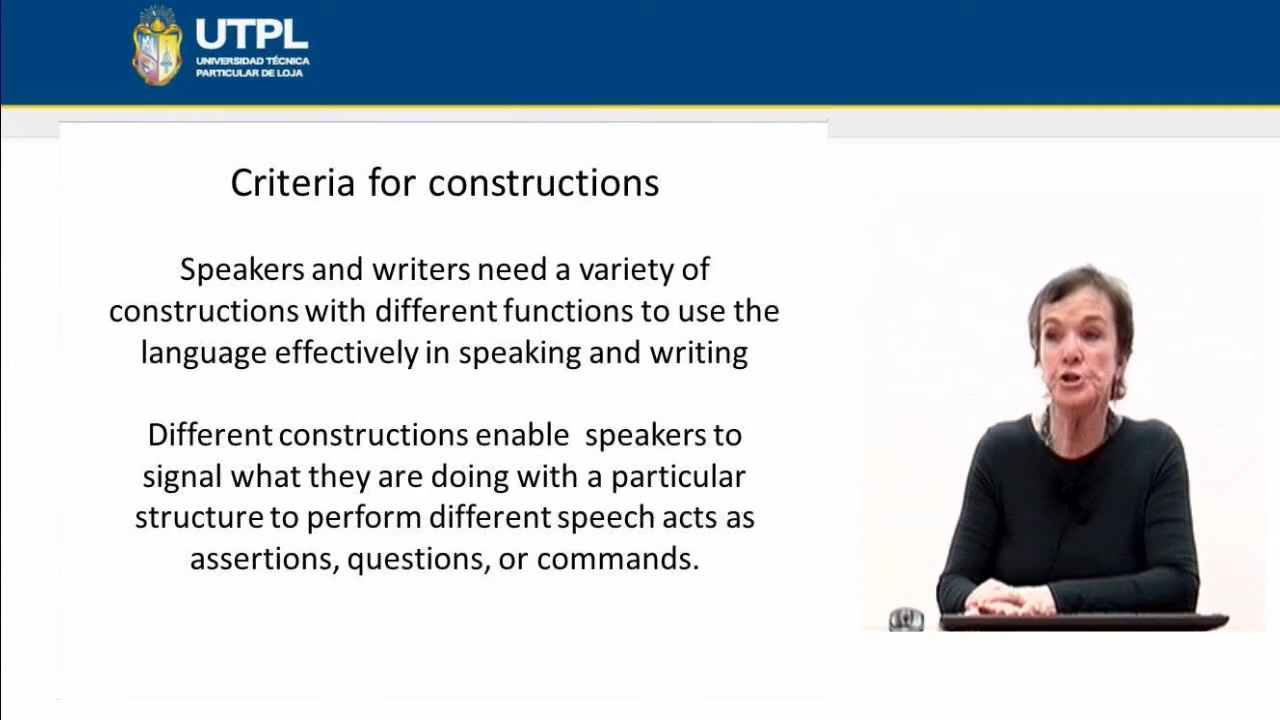 UTPL
UNIVERSIDAD TÉCNICA
PARTICULAR DE LOJA
Criteria for constructions
Speakers and writers need a variety of
constructions with different functions to use the
language effectively in speaking and writing
Different constructions enable  speakers to
signal what they are doing with a particular
structure to perform different speech acts as
assertions, questions, or commands.